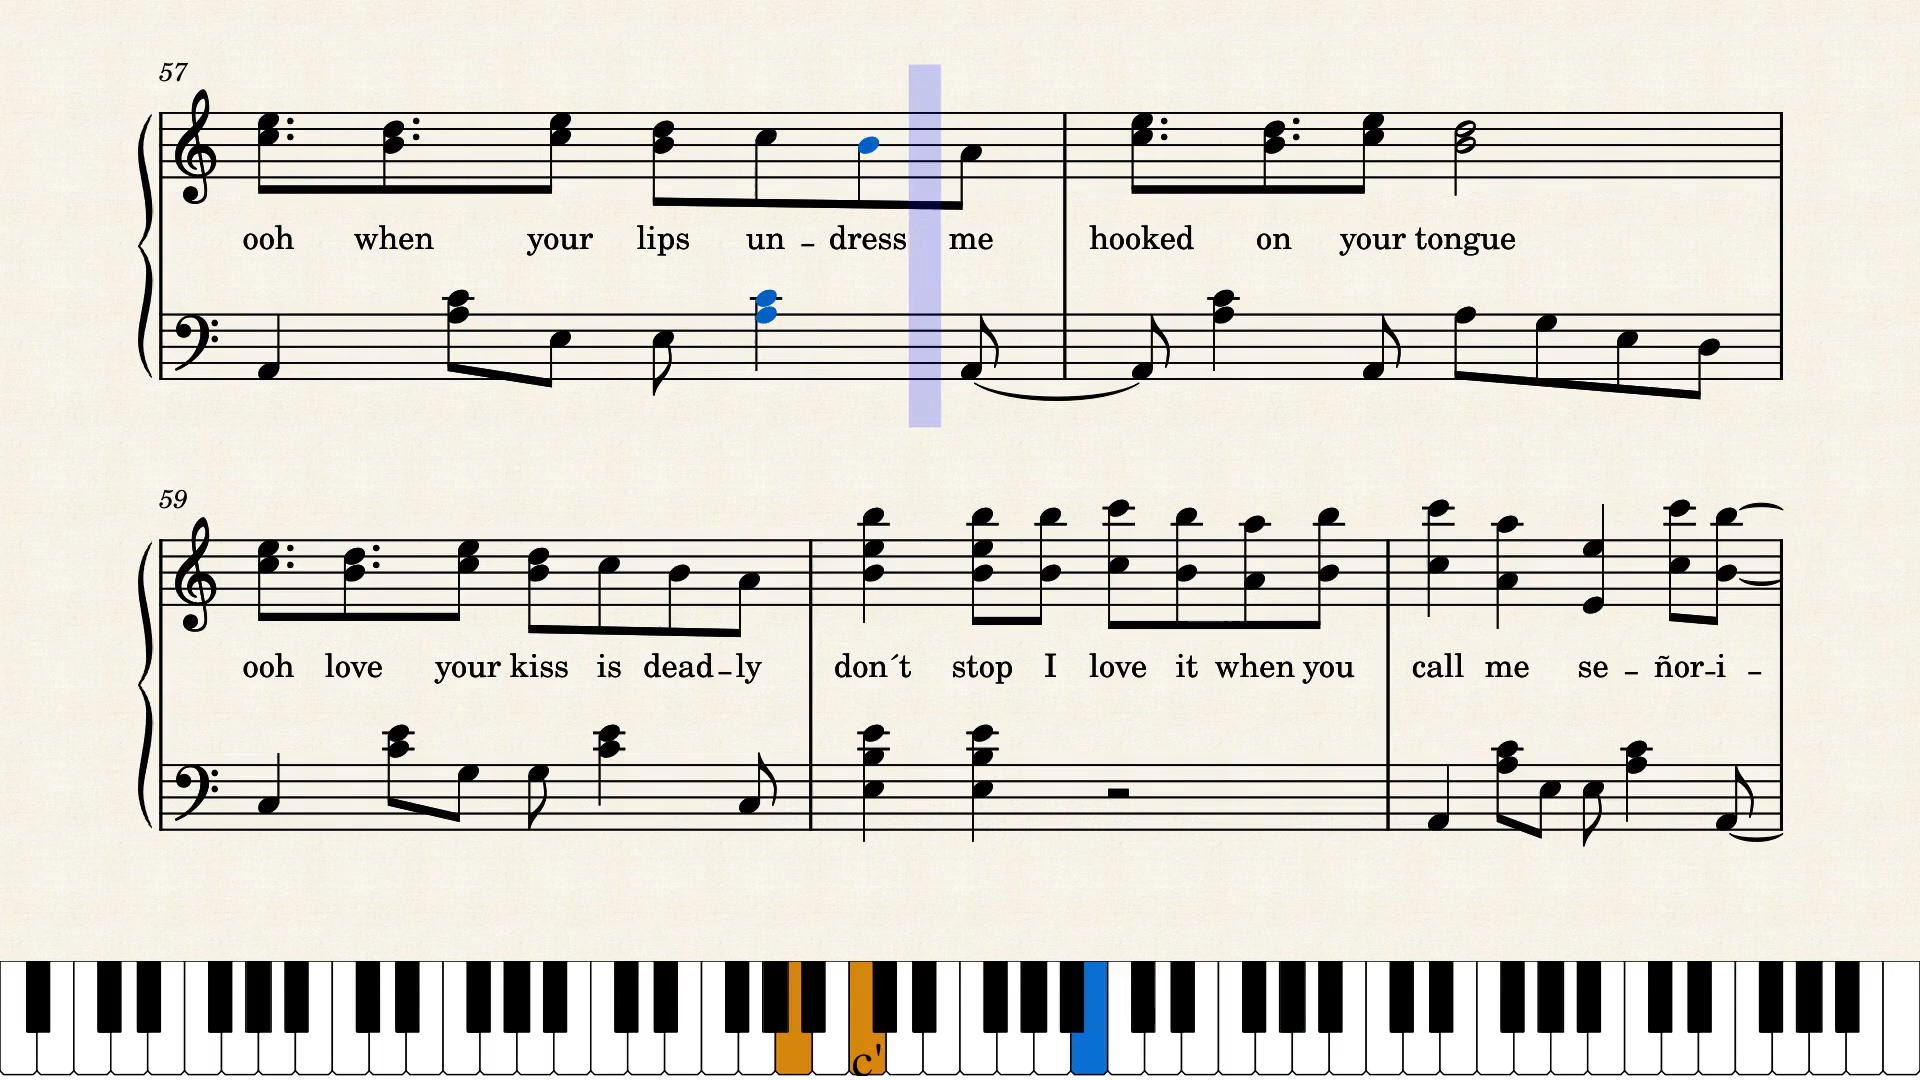 57
ooh when your lips un - dress me hooked on your tongue
59
ooh love your kiss is dead-ly don´t stop I love it when you call me se - ñor-i -
c'